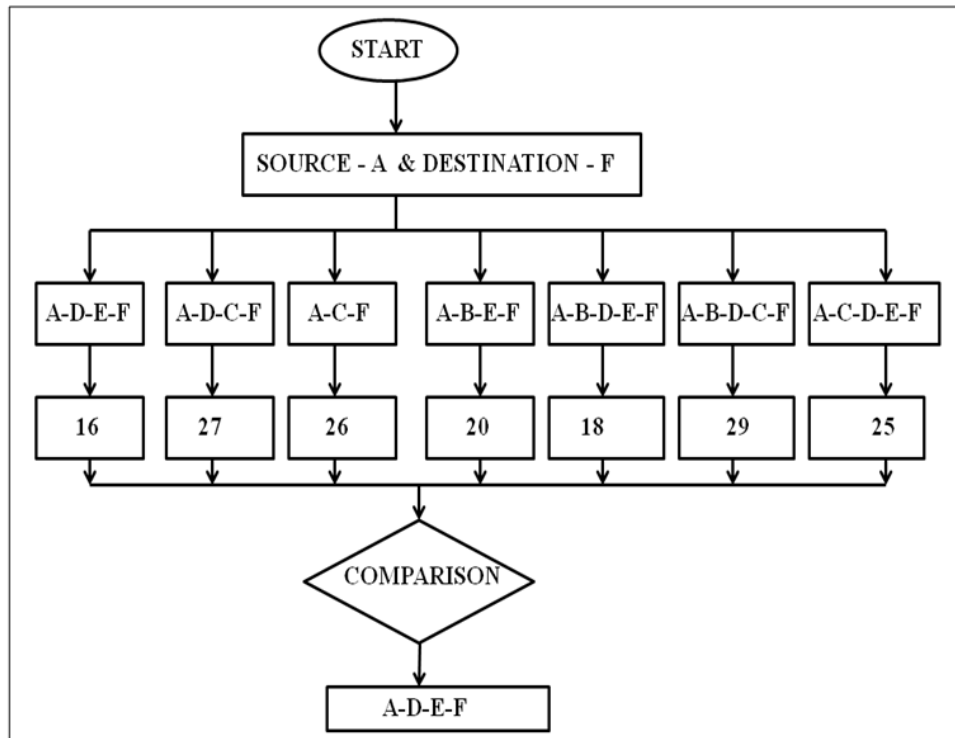 START
SOURCE - A & DESTINATION - F
A-D-E-F
A-D-C-F
A-C-F
A-B-E-F
A-B-D-E-F
A-B-D-C-F
A-C-D-E-F
16
27
26
20
18
29
25
COMPARISON
A-D-E-F